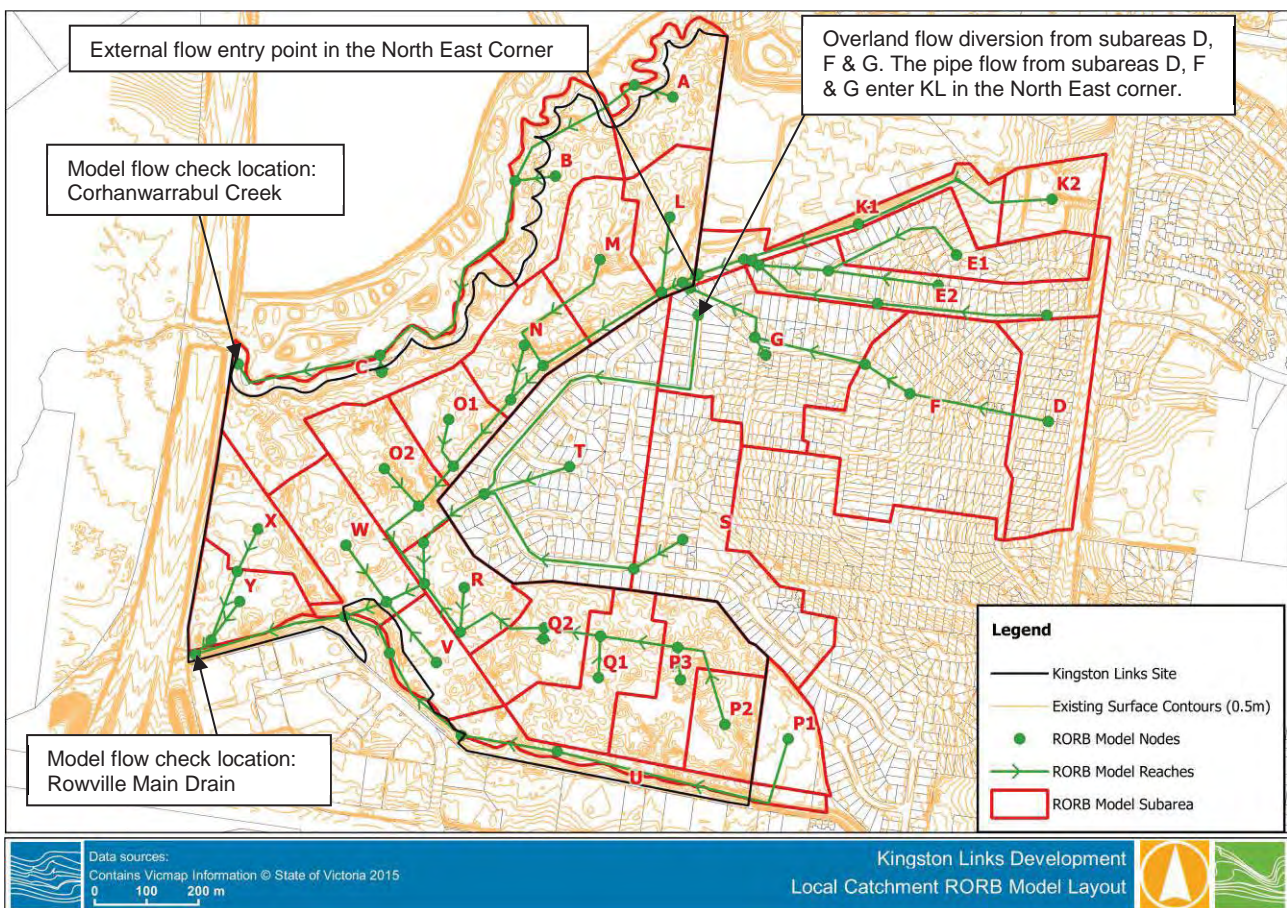 External flow entry point in the North East Corner
Overland flow diversion from subareas D,
F & G. The pipe flow from subareas D, F
& G enter KL in the North East corner.
Model flow check location:
Corhanwarrabul Creek
A
B
L
K1
K2
M
E1
E2
N
G
C
F
D
O1
O2
T
S
X
W
Y
R
Q2
V
Q1
P3
P2
P1
U
Model flow check location:
Rowville Main Drain
Legend
Kingston Links Site
Existing Surface Contours (0.5m)
RORB Model Nodes
RORB Model Reaches
RORB Model Subarea
Data sources:
Contains Vicmap Information © State of Victoria 2015
0 100 200 m
Kingston Links Development
Local Catchment RORB Model Layout